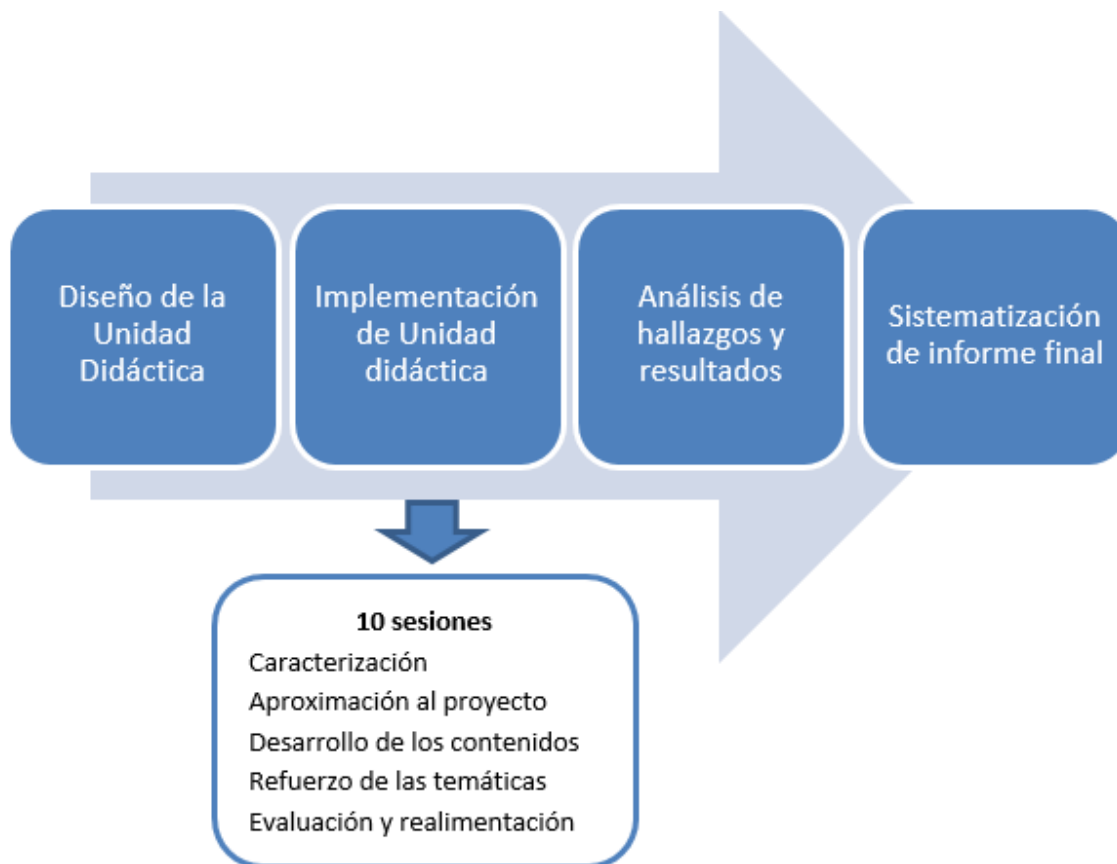 Diseño de la
Unidad
Didáctica
Implementación
de Unidad
didáctica
Análisis de
hallazgos y
resultados
Sistematización
de informe final
10 sesiones
Caracterización
Aproximación al proyecto
Desarrollo de los contenidos
Refuerzo de las temáticas
Evaluación y realimentación